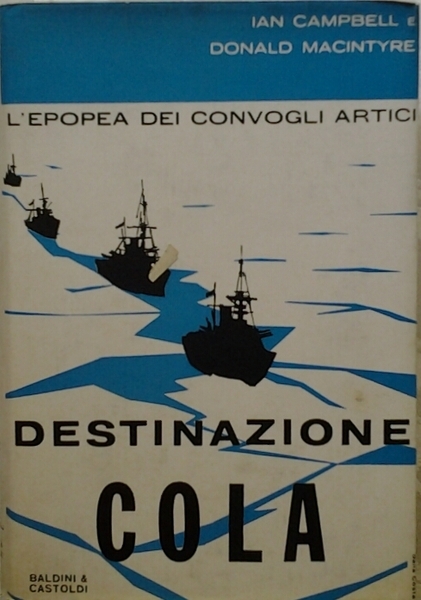 IAN CAMPBELL E
DONALD MACINTYRE
L'EPOPEA DEI CONVOGLI ARTICI
DESTINAZIONE
COLA
BALDINI &
CASTOLDI